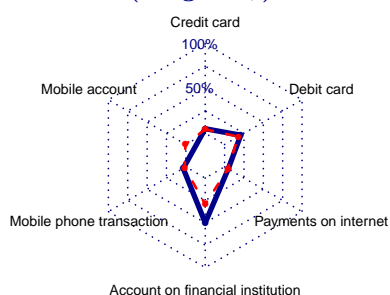 Credit card
100%
50%
Mobile account
Debit card
Mobile phone transaction
Payments on internet
Account on financial institution